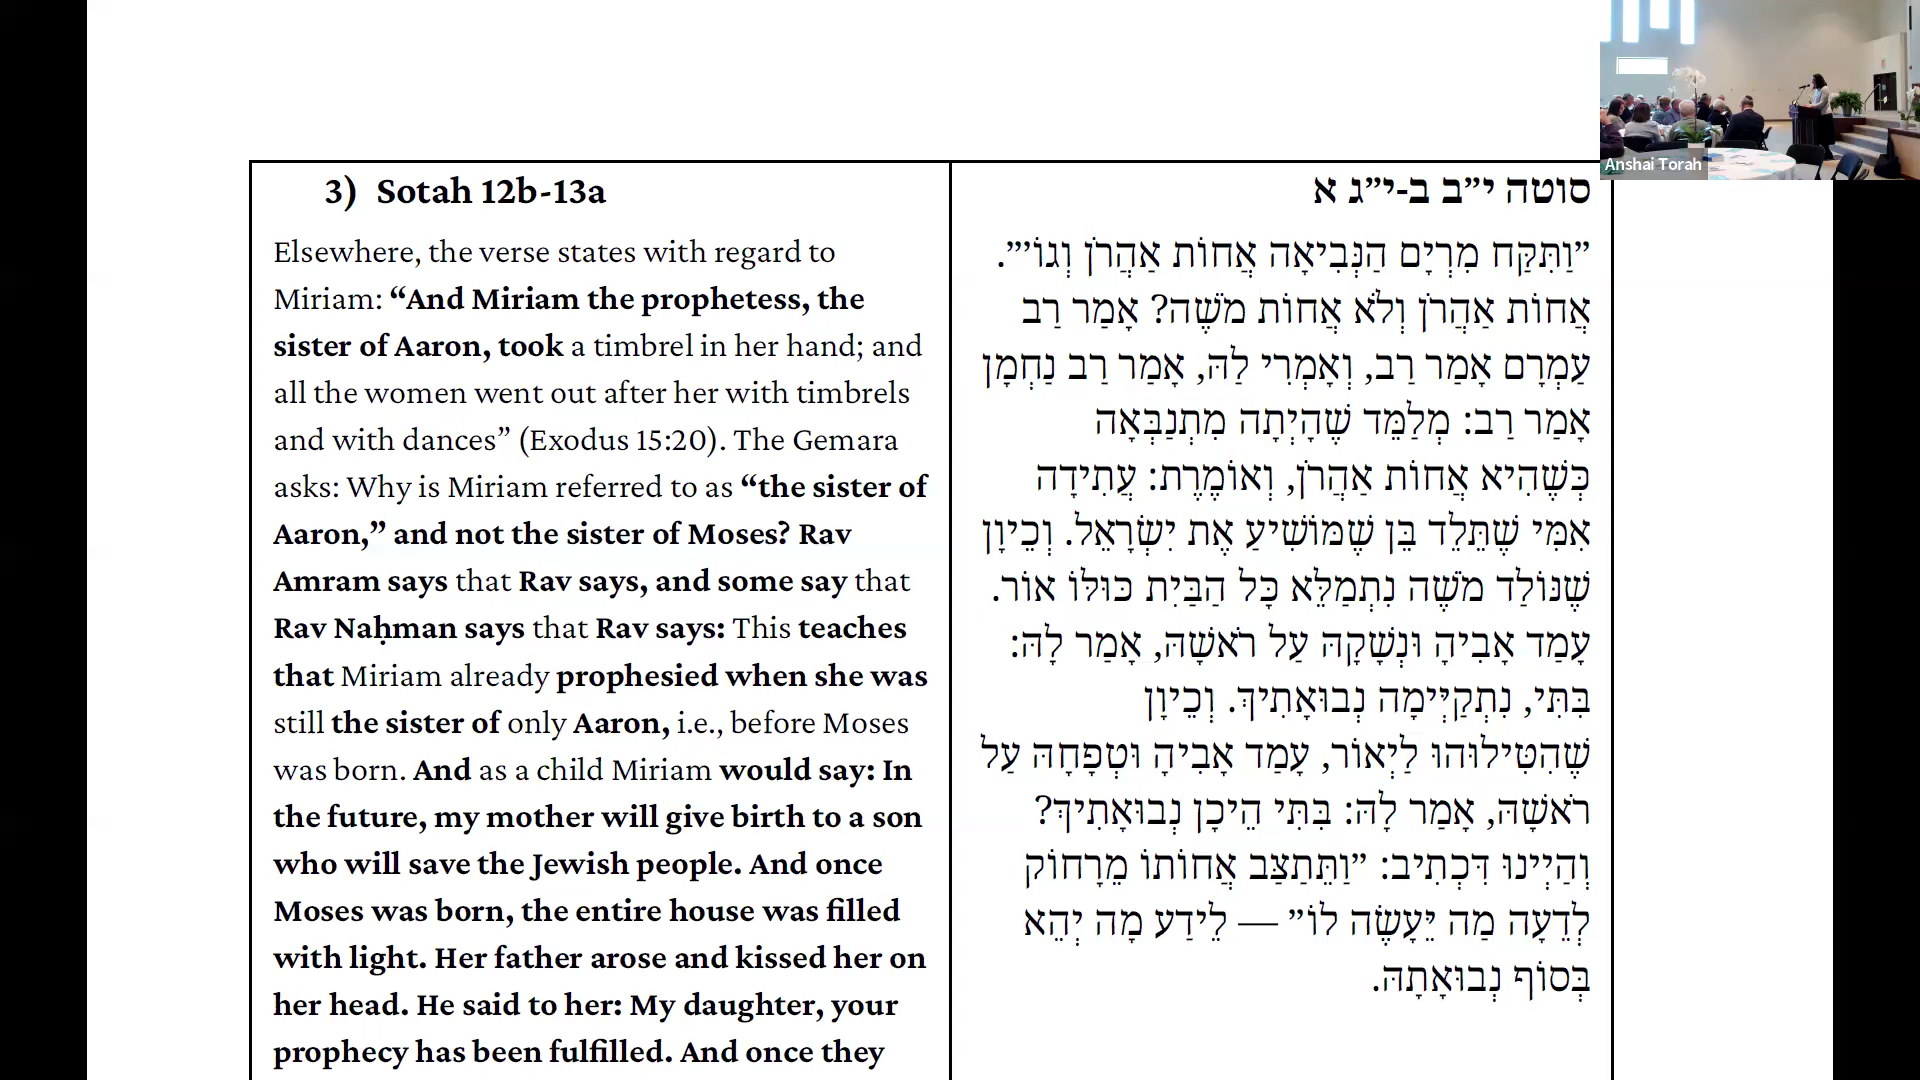 3) Sotah 12b-13a
Elsewhere, the verse states with regard to
Miriam: “And Miriam the prophetess, the
sister of Aaron, took a timbrel in her hand; and
all the women went out after her with timbrels
and with dances” (Exodus 15:20). The Gemara
asks: Why is Miriam referred to as “the sister of
Aaron,” and not the sister of Moses? Rav
Amram says that Rav says, and some say that
Rav Naḥman says that Rav says: This teaches
that Miriam already prophesied when she was
still the sister of only Aaron, i.e., before Moses
was born. And as a child Miriam would say: In
the future, my mother will give birth to a son
who will save the Jewish people. And once
Moses was born, the entire house was filled
with light. Her father arose and kissed her on
her head. He said to her: My daughter, your
prophecy has been fulfilled. And once they
סוטה י״ב ב-י״ג א
״וַתִּקַּח מִרְיָם הַנְּבִיאָה אֲחוֹת אַהֲרֹן וְגוֹ׳״.
אֲחוֹת אַהֲרֹן וְלֹא אֲחוֹת מֹשֶׁה? אָמַר רַב
עַמְרָם אָמַר רַב, וְאָמְרִי לַהּ, אָמַר רַב נַחְמָן
אָמַר רַב: מְלַמֵּד שֶׁהָיְתָה מִתְנַבְּאָה
כְּשֶׁהִיא אֲחוֹת אַהֲרֹן, וְאוֹמֶרֶת: עֲתִידָה
אִמִּי שֶׁתֵּלֵד בֵּן שֶׁמּוֹשִׁיעַ אֶת יִשְׂרָאֵל. וְכֵיוָן
שֶׁנּוֹלַד מֹשֶׁה נִתְמַלֵּא כָּל הַבַּיִת כּוּלּוֹ אוֹר.
עָמַד אָבִיהָ וּנְשָׁקָהּ עַל רֹאשָׁהּ, אָמַר לָהּ:
בִּתִּי, נִתְקַיְּימָה נְבוּאָתִיךְ. וְכֵיוָן
שֶׁהִטִּילוּהוּ לַיְאוֹר, עָמַד אָבִיהָ וּטְפָחָהּ עַל
רֹאשָׁהּ, אָמַר לָהּ: בִּתִּי הֵיכָן נְבוּאָתִיךְ?
וְהַיְינוּ דִּכְתִיב: ״וַתֵּתַצַּב אֲחוֹתוֹ מֵרָחוֹק
לְדֵעָה מַה יֵּעָשֶׂה לוֹ״ — לֵידַע מָה יְהֵא
בְּסוֹף נְבוּאָתָהּ.
Anshai Torah